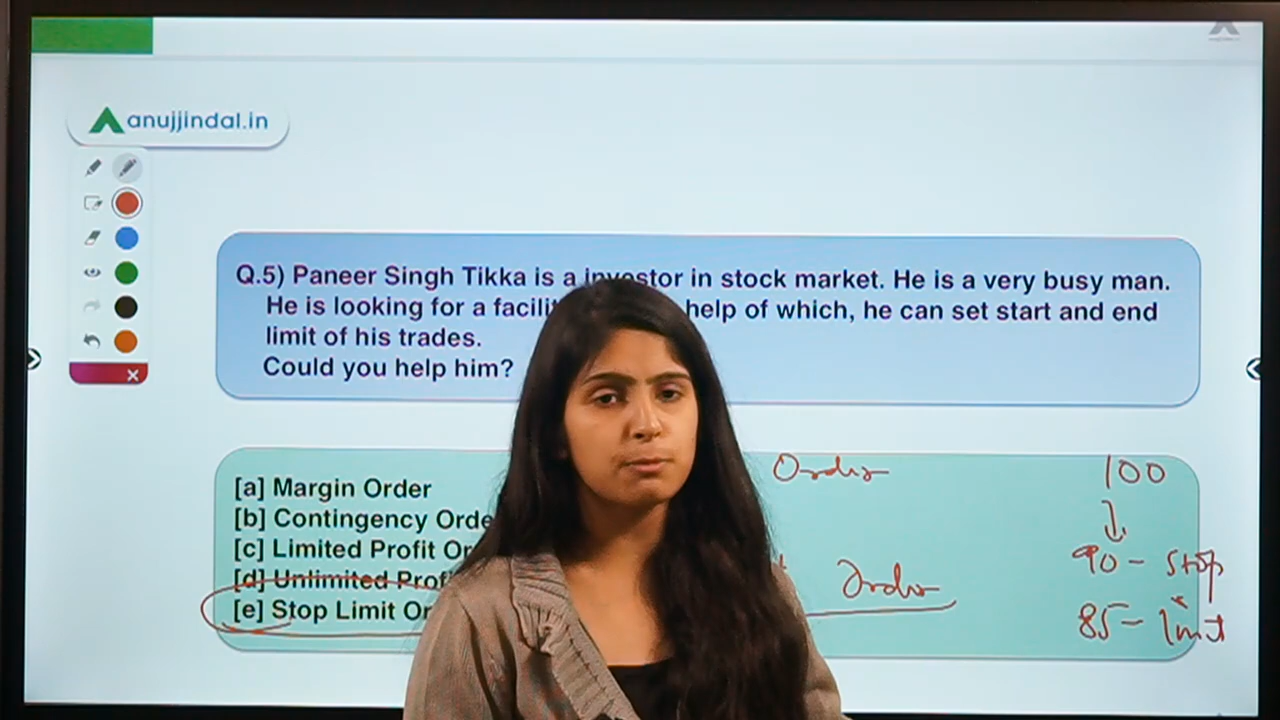 anujjindal.in
Q.5) Paneer Singh Tikka is a investor in stock market. He is a very busy man.
He is looking for a facilit help of which, he can set start and end
limit of his trades.
Could you help him?
[a] Margin Order
[b] Contingency Orde
[c] Limited Profit Or
[d] Unlimited Prof
[e] Stop Limit Or
Order
Order
100
90 - Stop
85 - limit